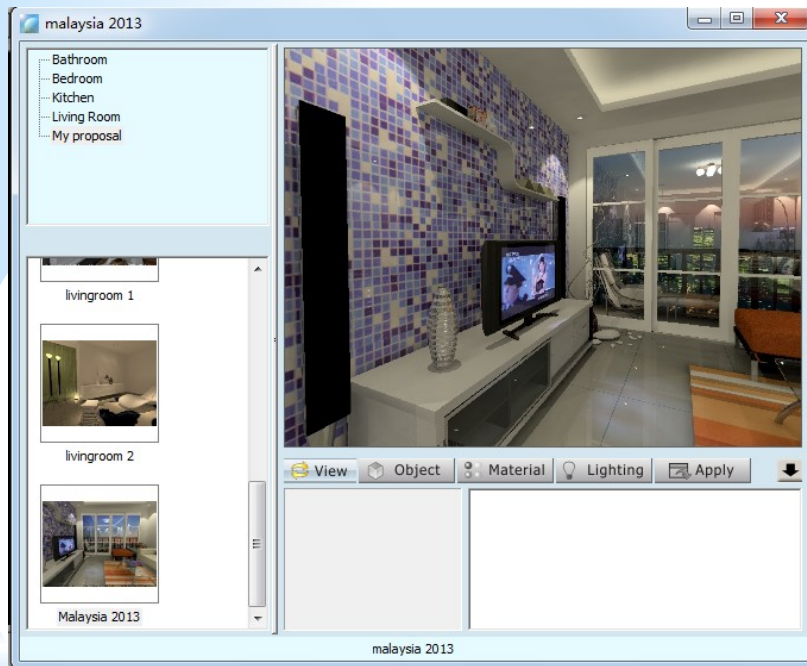 malaysia 2013
Bathroom
Bedroom
Kitchen
Living Room
My proposal
livingroom 1
livingroom 2
Malaysia 2013
View
Object
Material
Lighting
Apply
malaysia 2013